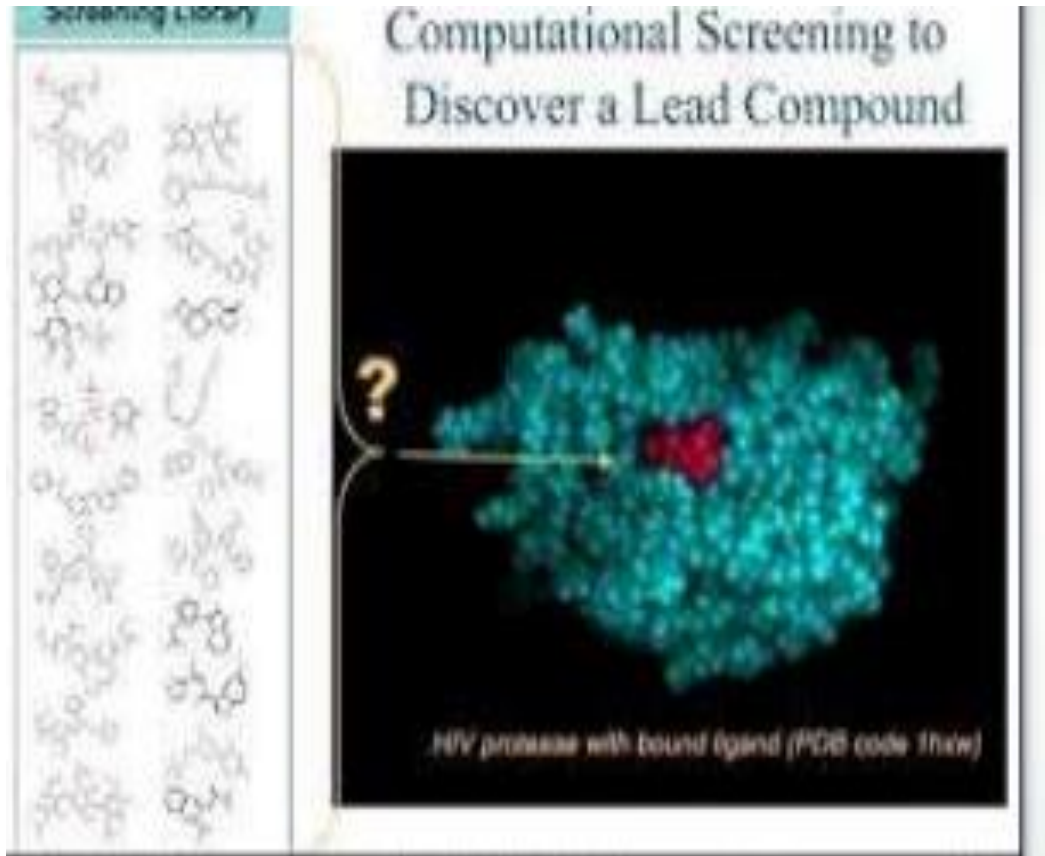 Screening Library
Computational Screening to
Discover a Lead Compound
?
HIV protease with bound ligand (PDB code 1hxw)